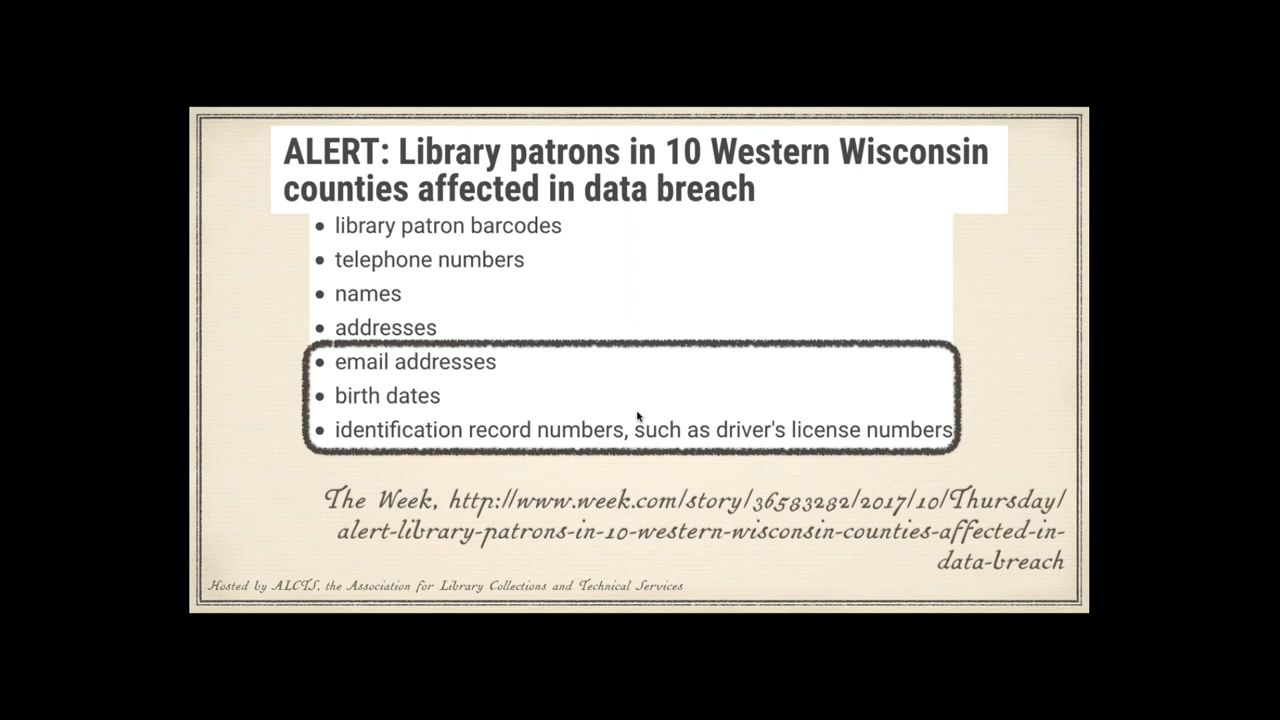 ALERT: Library patrons in 10 Western Wisconsin
counties affected in data breach
• library patron barcodes
• telephone numbers
• names
• addresses
• email addresses
• birth dates
• identification record numbers, such as driver's license numbers
The Week, http://www.week.com/story/36583282/2017/10/Thursday/
alert-library-patrons-in-10-western-wisconsin-counties-affected-in-
data-breach
Hosted by ALCTS, the Association for Library Collections and Technical Services